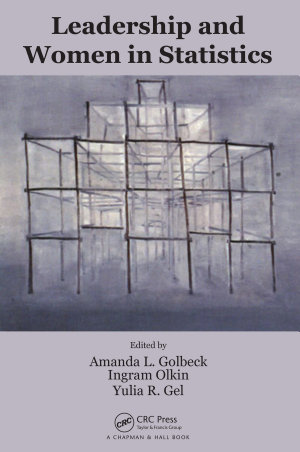 Leadership and
Women in Statistics
Edited by
Amanda L. Golbeck
Ingram Olkin
Yulia R. Gel
CRC
CRC Press
Taylor & Francis Group
A CHAPMAN & HALL BOOK